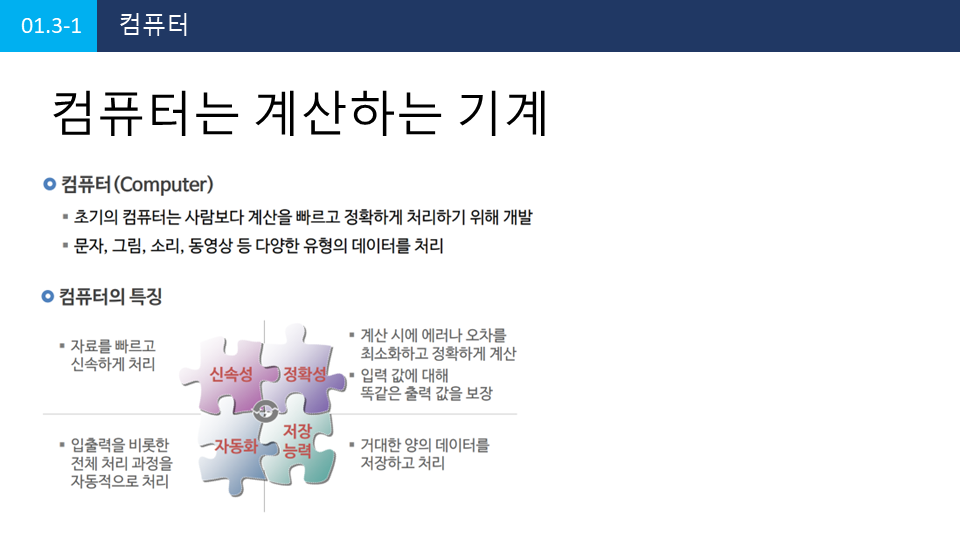 01.3-1 컴퓨터
컴퓨터는 계산하는 기계
컴퓨터(Computer)
초기의 컴퓨터는 사람보다 계산을 빠르고 정확하게 처리하기 위해 개발
문자, 그림, 소리, 동영상 등 다양한 유형의 데이터를 처리
컴퓨터의 특징
자료를 빠르고
신속하게 처리
신속성
정확성
계산 시에 에러나 오차를
최소화하고 정확하게 계산
입력 값에 대해
똑같은 출력 값을 보장
입출력을 비롯한
전체 처리 과정을
자동적으로 처리
자동화
저장
능력
거대한 양의 데이터를
저장하고 처리